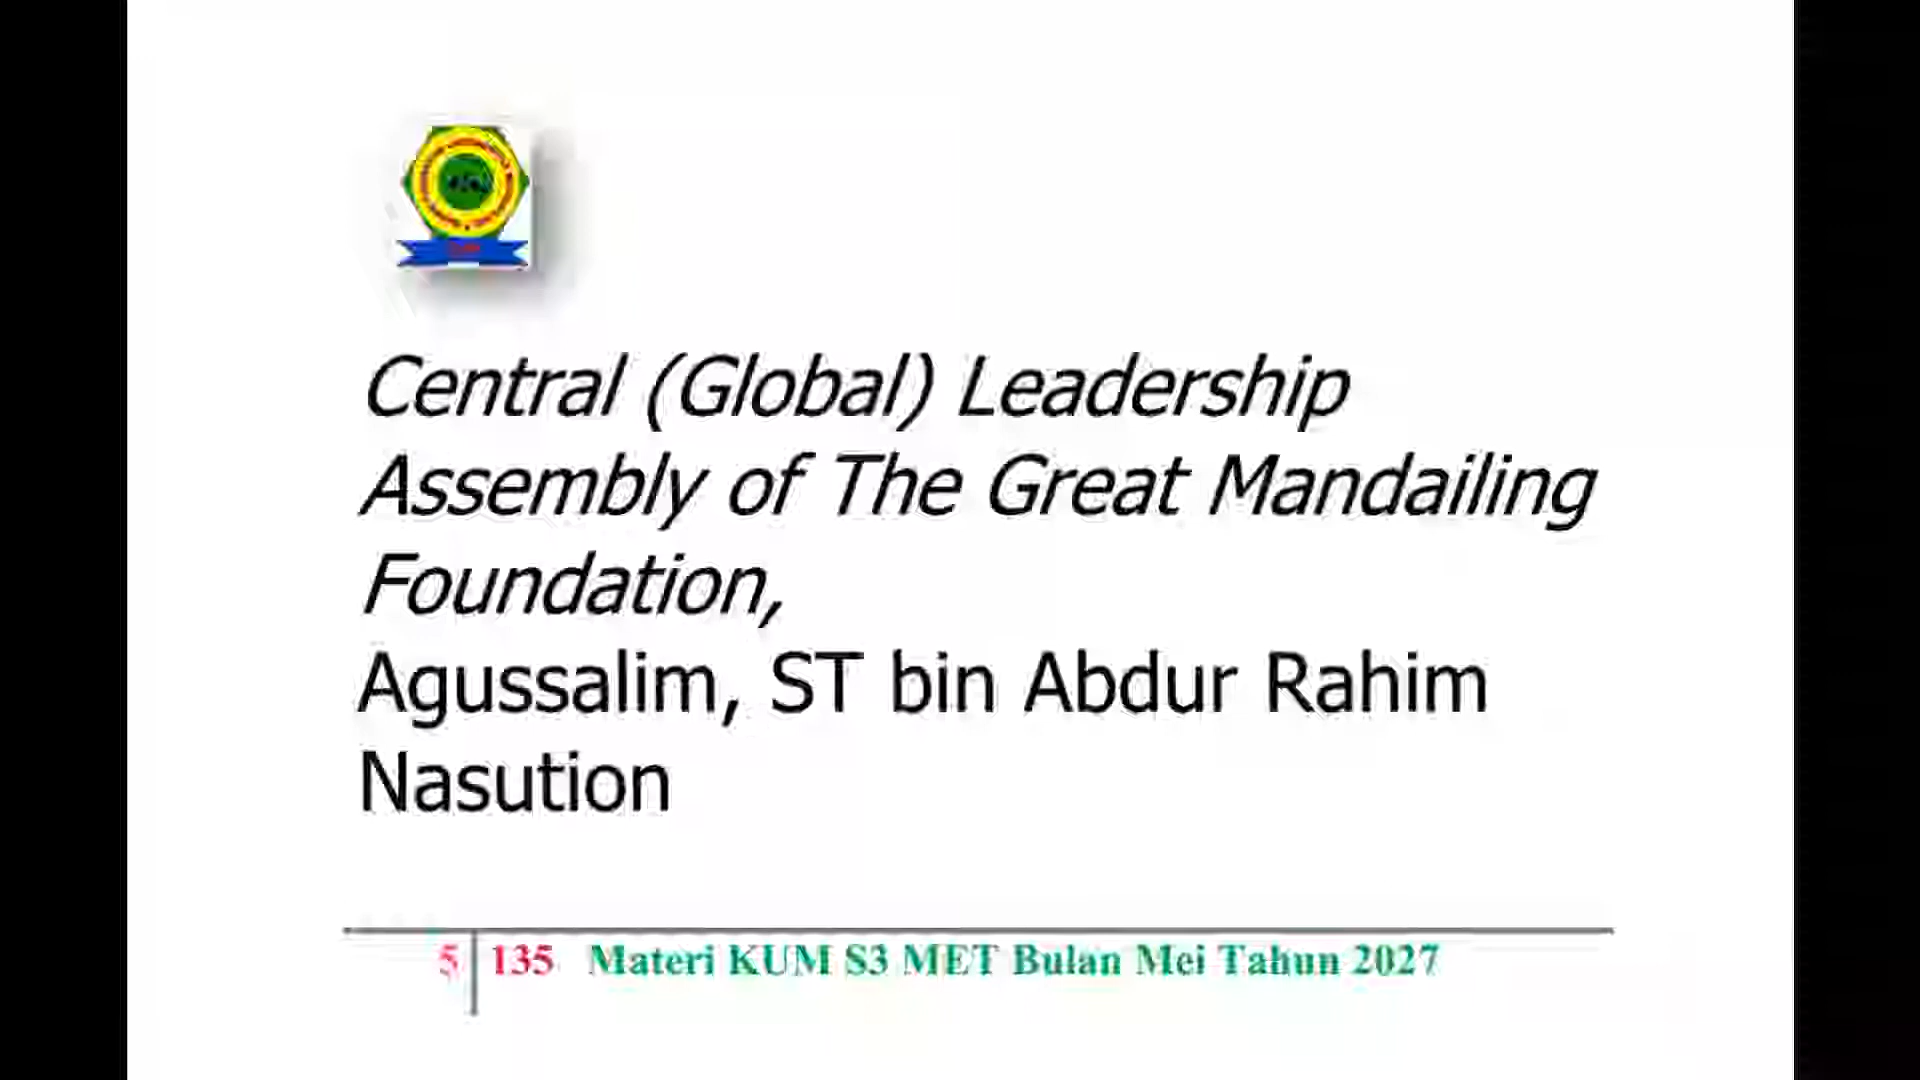 Central (Global) Leadership
Assembly of The Great Mandailing
Foundation,
Agussalim, ST bin Abdur Rahim
Nasution
5 135 Materi KUM S3 MET Bulan Mei Tahun 2027